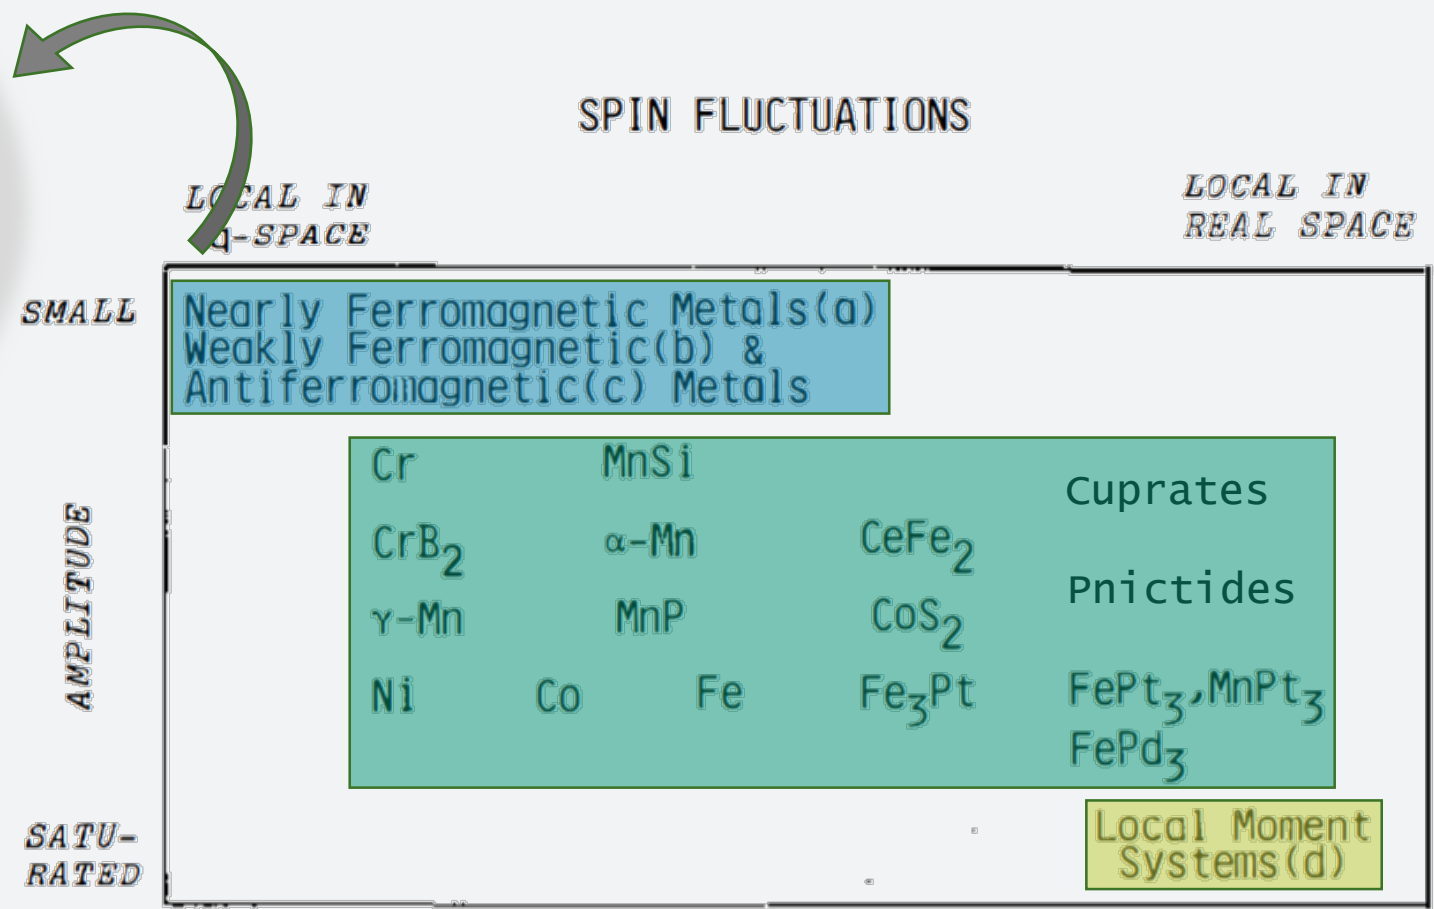 SPIN FLUCTUATIONS
LOCAL IN
q-SPACE
LOCAL IN
REAL SPACE
SMALL
Nearly Ferromagnetic Metals(a)
Weakly Ferromagnetic(b) &
Antiferromagnetic(c) Metals
AMPLITUDE
Cr MnSi Cuprates
CrB₂ α-Mn CeFe₂
Pnictides
γ-Mn MnP CoS₂
Ni Co Fe Fe₃Pt FePt₃,MnPt₃
FePd₃
SATU-
RATED
Local Moment
Systems(d)